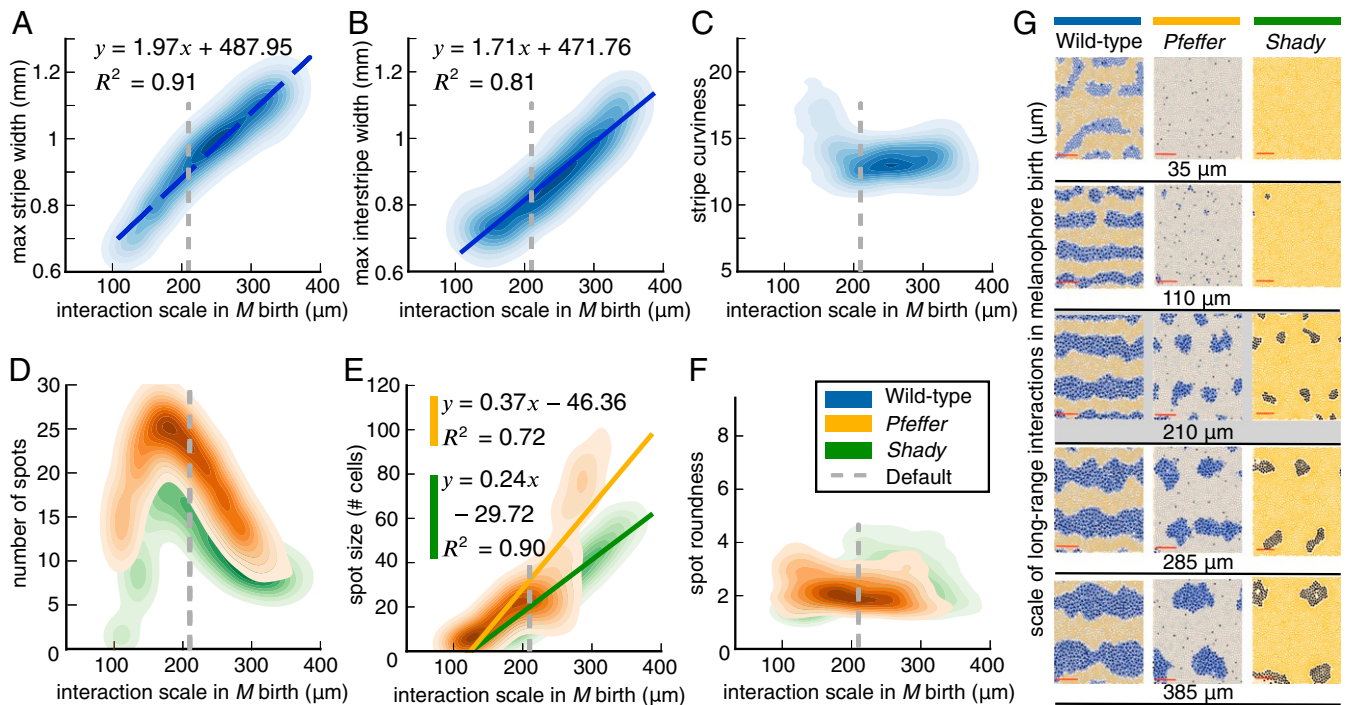 A
y = 1.97x + 487.95
R² = 0.91
max stripe width (mm)
1.2
1
0.8
0.6
0 100 200 300 400
interaction scale in M birth (μm)
B
y = 1.71x + 471.76
R² = 0.81
max interstripe width (mm)
1.2
1
0.8
0.6
0 100 200 300 400
interaction scale in M birth (μm)
C
stripe curviness
20
15
10
5
0 100 200 300 400
interaction scale in M birth (μm)
D
number of spots
30
25
20
15
10
5
0
100 200 300 400
interaction scale in M birth (μm)
E
y = 0.37x − 46.36
R² = 0.72
y = 0.24x
− 29.72
R² = 0.90
spot size (# cells)
120
100
80
60
40
20
0
100 200 300 400
interaction scale in M birth (μm)
F
Wild-type
Pfeffer
Shady
Default
spot roundness
8
6
4
2
0
100 200 300 400
interaction scale in M birth (μm)
G
Wild-type Pfeffer Shady
scale of long-range interactions in melanophore birth (μm)
35 μm
110 μm
210 μm
285 μm
385 μm